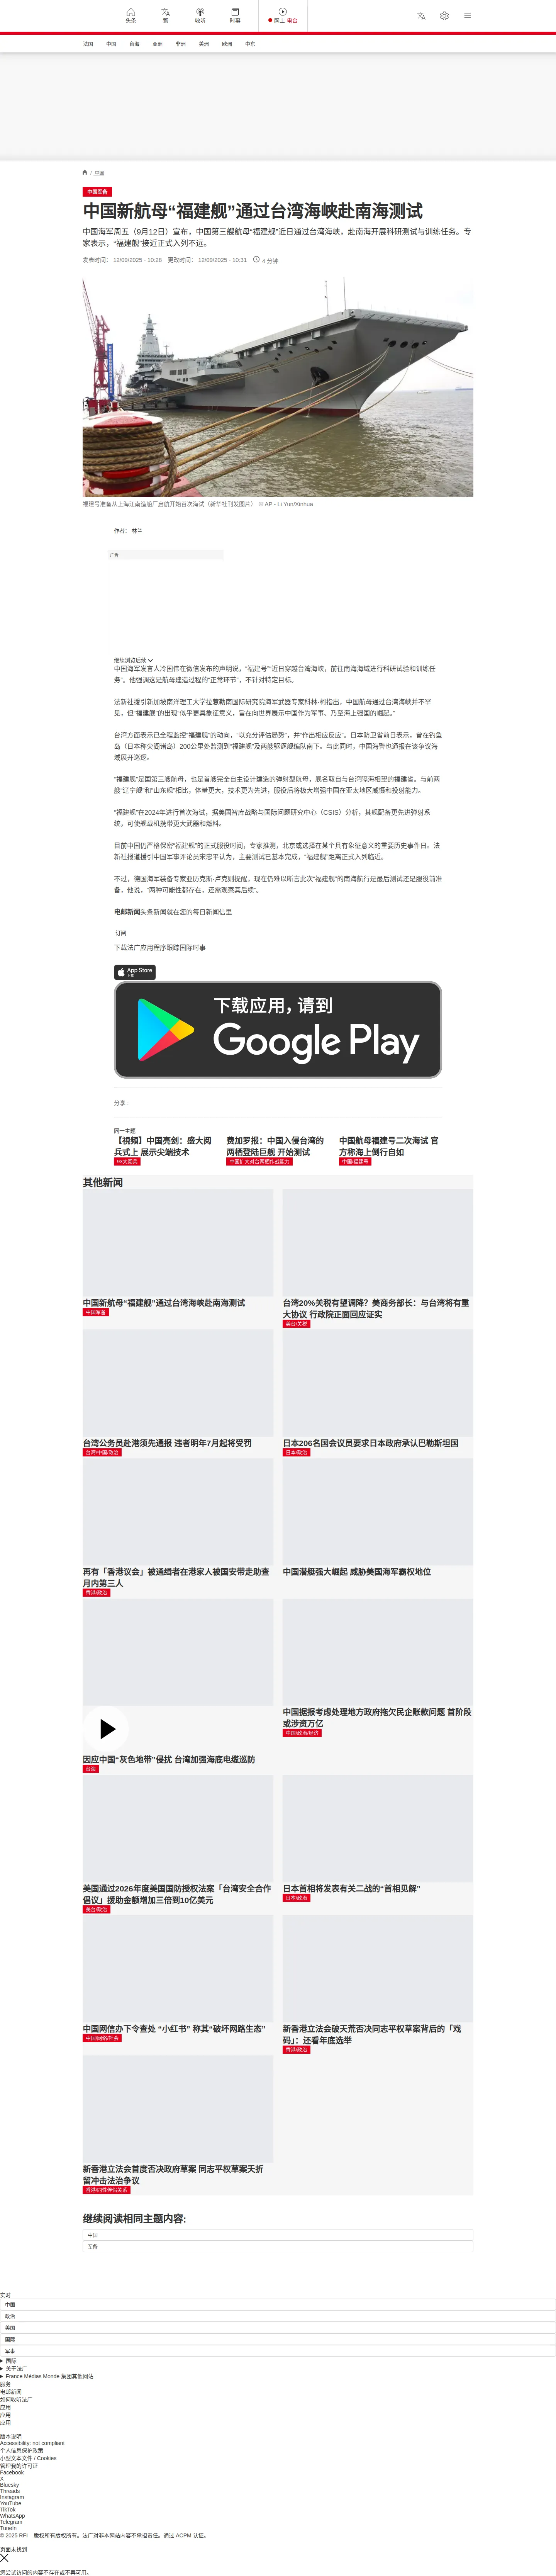 头条
繁
收听
时事
网上 电台
法国
中国
台海
亚洲
非洲
美洲
欧洲
中东
/ 中国
中国军备
中国新航母“福建舰”通过台湾海峡赴南海测试
中国海军周五（9月12日）宣布，中国第三艘航母“福建舰”近日通过台湾海峡，赴南海开展科研测试与训练任务。专
家表示，“福建舰”接近正式入列不远。
发表时间： 12/09/2025 - 10:28 更改时间： 12/09/2025 - 10:31 4 分钟
福建号准备从上海江南造船厂启航开始首次海试（新华社刊发图片） © AP - Li Yun/Xinhua
作者： 林兰
广告
继续浏览后续
中国海军发言人冷国伟在微信发布的声明说，“福建号”“近日穿越台湾海峡，前往南海海域进行科研试验和训练任
务”。他强调这是航母建造过程的“正常环节”，不针对特定目标。
法新社援引新加坡南洋理工大学拉惹勒南国际研究院海军武器专家科林·柯指出，中国航母通过台湾海峡并不罕
见，但“福建舰”的出现“似乎更具象征意义，旨在向世界展示中国作为军事、乃至海上强国的崛起。”
台湾方面表示已全程监控“福建舰”的动向，“以充分评估局势”，并“作出相应反应”。日本防卫省前日表示，曾在钓鱼
岛（日本称尖阁诸岛）200公里处监测到“福建舰”及两艘驱逐舰编队南下。与此同时，中国海警也通报在该争议海
域展开巡逻。
“福建舰”是国第三艘航母，也是首艘完全自主设计建造的弹射型航母，舰名取自与台湾隔海相望的福建省。与前两
艘“辽宁舰”和“山东舰”相比，体量更大，技术更为先进，服役后将极大增强中国在亚太地区威慑和投射能力。
“福建舰”在2024年进行首次海试，据美国智库战略与国际问题研究中心（CSIS）分析，其舰配备更先进弹射系
统，可使舰载机携带更大武器和燃料。
目前中国仍严格保密“福建舰”的正式服役时间，专家推测，北京或选择在某个具有象征意义的重要历史事件日。法
新社报道援引中国军事评论员宋忠平认为，主要测试已基本完成，“福建舰”距离正式入列临近。
不过，德国海军装备专家亚历克斯·卢克则提醒，现在仍难以断言此次“福建舰”的南海航行是最后测试还是服役前准
备，他说，“两种可能性都存在，还需观察其后续”。
电邮新闻头条新闻就在您的每日新闻信里
订阅
下载法广应用程序跟踪国际时事
App Store
下载
下载应用，请到
Google Play
分享 :
同一主题
【视频】中国亮剑：盛大阅
兵式上 展示尖端技术
93大阅兵
费加罗报：中国入侵台湾的
两栖登陆巨舰 开始测试
中国扩大对台两栖作战能力
中国航母福建号二次海试 官
方称海上倒行自如
中国/福建号
其他新闻
中国新航母“福建舰”通过台湾海峡赴南海测试
中国军备
台湾20%关税有望调降？美商务部长：与台湾将有重
大协议 行政院正面回应证实
美台/关税
台湾公务员赴港须先通报 违者明年7月起将受罚
台湾/中国/政治
日本206名国会议员要求日本政府承认巴勒斯坦国
日本/政治
再有「香港议会」被通缉者在港家人被国安带走助查
月内第三人
香港/政治
中国潜艇强大崛起 威胁美国海军霸权地位
因应中国“灰色地带”侵扰 台湾加强海底电缆巡防
台海
中国据报考虑处理地方政府拖欠民企账款问题 首阶段
或涉资万亿
中国/政治/经济
美国通过2026年度美国国防授权法案「台湾安全合作
倡议」援助金额增加三倍到10亿美元
美台/政治
日本首相将发表有关二战的“首相见解”
日本/政治
中国网信办下令查处 “小红书” 称其“破坏网路生态”
中国/网络/社会
新香港立法会破天荒否决同志平权草案背后的「戏
码」：还看年底选举
香港/政治
新香港立法会首度否决政府草案 同志平权草案夭折
留冲击法治争议
香港/同性伴侣关系
继续阅读相同主题内容:
中国
军备
实时
中国
政治
美国
国际
军事
国际
关于法广
France Médias Monde 集团其他网站
服务
电邮新闻
如何收听法广
应用
应用
应用
版本说明
Accessibility: not compliant
个人信息保护政策
小型文本文件 / Cookies
管理我的许可证
Facebook
X
Bluesky
Threads
Instagram
YouTube
TikTok
WhatsApp
Telegram
TuneIn
© 2025 RFI – 版权所有版权所有。法广对非本网站内容不承担责任。通过 ACPM 认证。
页面未找到
您尝试访问的内容不存在或不再可用。